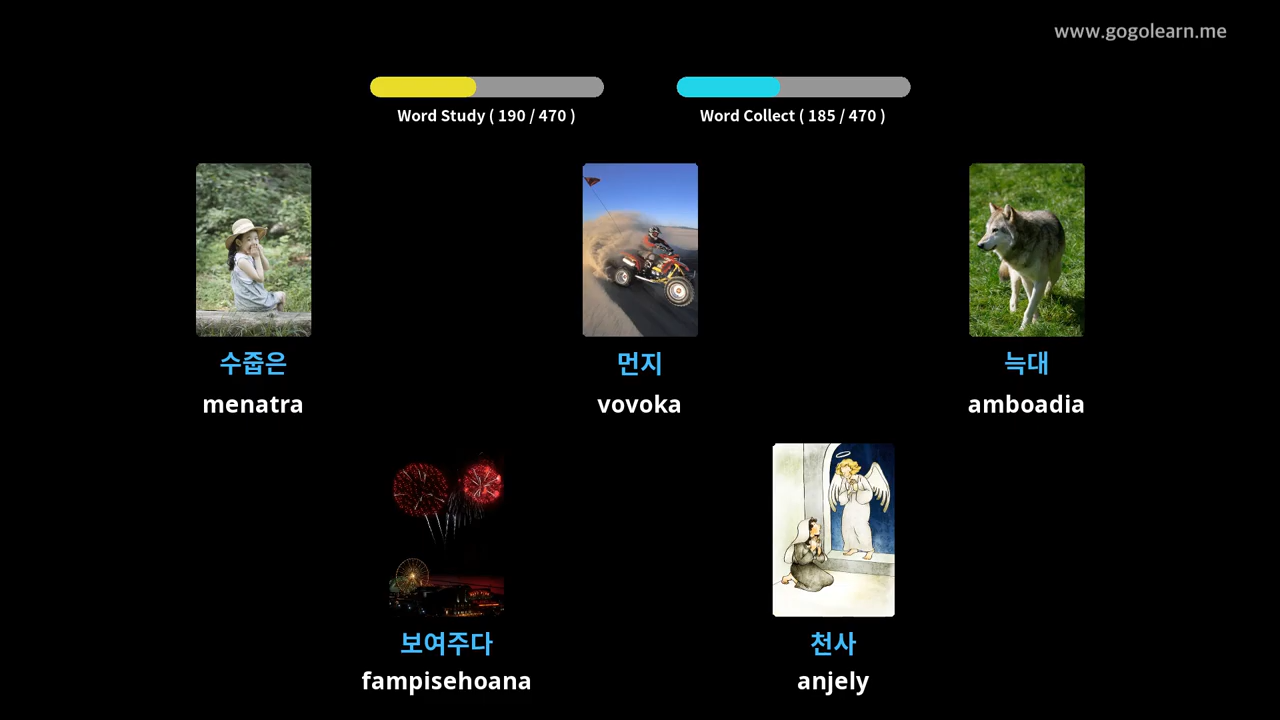 www.gogolearn.me
Word Study ( 190 / 470 )
Word Collect ( 185 / 470 )
수줍은
menatra
먼지
vovoka
늑대
amboadia
보여주다
fampisehoana
천사
anjely